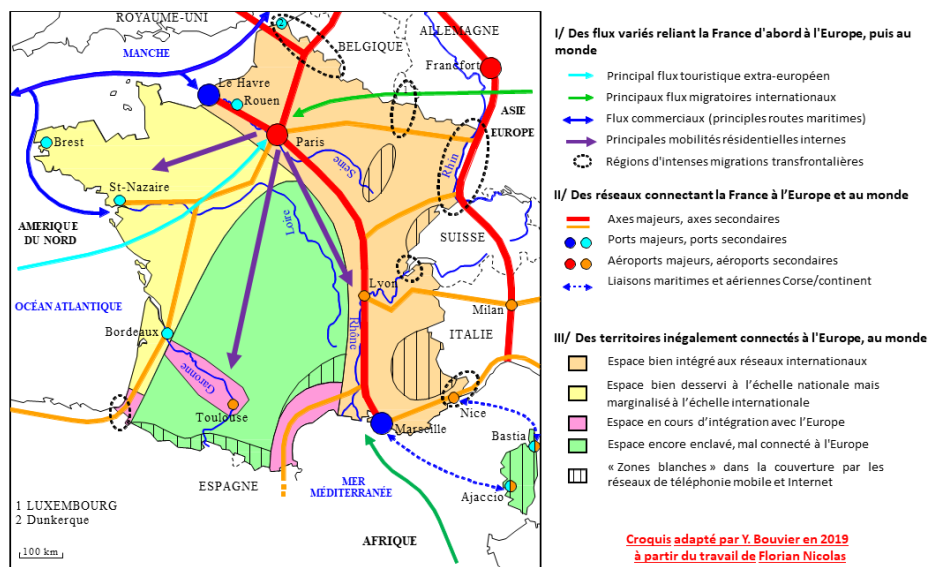 ROYAUME-UNI
2
BELGIQUE
ALLEMAGNE
MANCHE
Francfort
Le Havre
Rouen
1
ASIE
EUROPE
Paris
Brest
Seine
Rhin
St-Nazaire
Loire
AMERIQUE
DU NORD
SUISSE
OCÉAN ATLANTIQUE
Lyon
Milan
Bordeaux
Rhône
ITALIE
Garonne
Toulouse
Nice
Marseille
Bastia
ESPAGNE
MER
MÉDITERRANÉE
Ajaccio
1 LUXEMBOURG
2 Dunkerque
AFRIQUE
100 km
I/ Des flux variés reliant la France d'abord à l'Europe, puis au
monde
Principal flux touristique extra-européen
Principaux flux migratoires internationaux
Flux commerciaux (principles routes maritimes)
Principales mobilités résidentielles internes
Régions d'intenses migrations transfrontalières
II/ Des réseaux connectant la France à l'Europe et au monde
Axes majeurs, axes secondaires
Ports majeurs, ports secondaires
Aéroports majeurs, aéroports secondaires
Liaisons maritimes et aériennes Corse/continent
III/ Des territoires inégalement connectés à l'Europe, au monde
Espace bien intégré aux réseaux internationaux
Espace bien desservi à l'échelle nationale mais
marginalisé à l'échelle internationale
Espace en cours d'intégration avec l'Europe
Espace encore enclavé, mal connecté à l'Europe
« Zones blanches » dans la couverture par les
réseaux de téléphonie mobile et Internet
Croquis adapté par Y. Bouvier en 2019
à partir du travail de Florian Nicolas